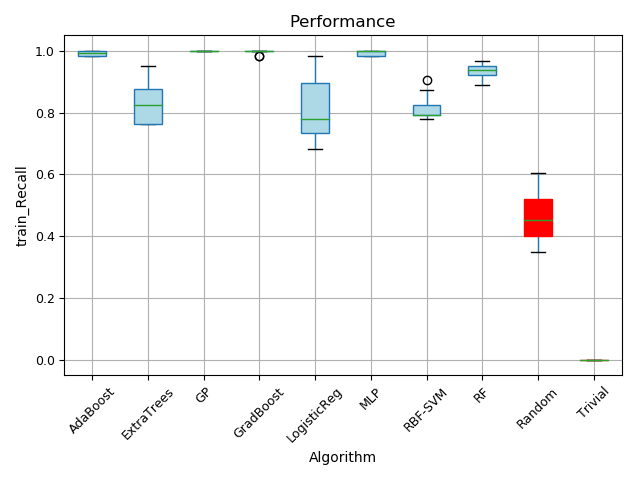 Performance
train_Recall
1.0
0.8
0.6
0.4
0.2
0.0
AdaBoost
ExtraTrees
GP
GradBoost
LogisticReg
MLP
RBF-SVM
RF
Random
Trivial
Algorithm